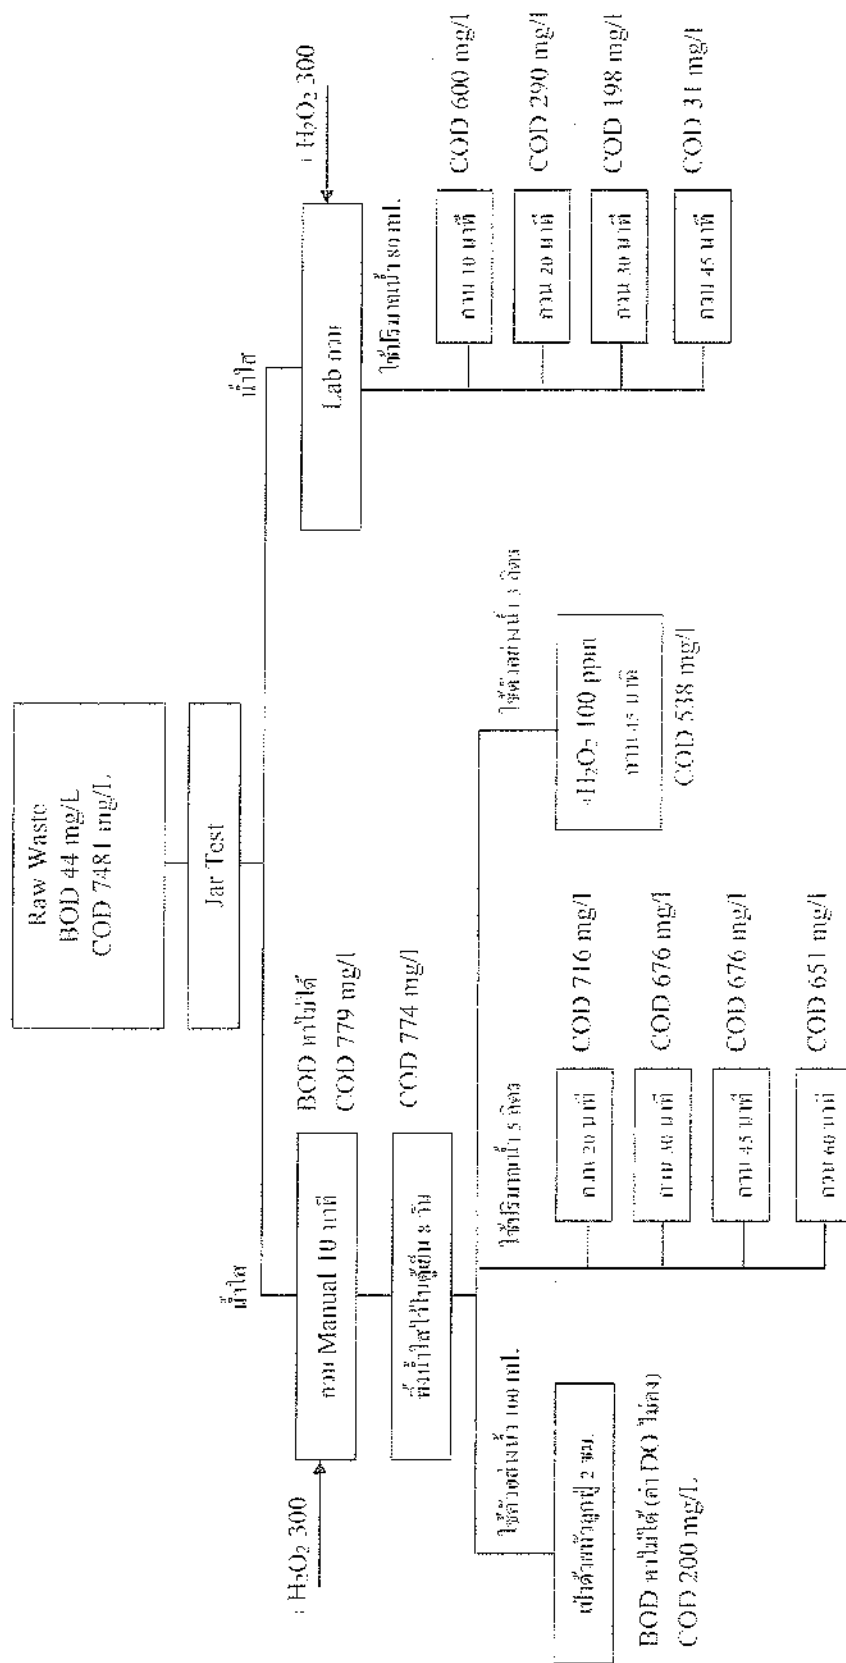 Raw Waste
BOD 44 mg/L
COD 7481 mg/L
Jar Test
น้ำใส
+H₂O₂ 300
กวน Manual 10 นาที
BOD หาไม่ได้
COD 779 mg/l
ทิ้งน้ำใสไว้ในตู้เย็น 8 วัน
COD 774 mg/l
ใช้ตัวอย่างน้ำ 100 ml.
เป่าด้วยหัวลูกฟู่ 2 ชม.
BOD หาไม่ได้ (ค่า DO ไม่คง)
COD 200 mg/L
ใช้ปริมาตรน้ำ 5 ลิตร
กวน 20 นาที
COD 716 mg/l
กวน 30 นาที
COD 676 mg/l
กวน 45 นาที
COD 676 mg/l
กวน 60 นาที
COD 651 mg/l
ใช้ตัวอย่างน้ำ 3 ลิตร
+H₂O₂ 100 ppm
กวน 45 นาที
COD 538 mg/l
น้ำใส
+H₂O₂ 300
Lab กวน
ใช้ปริมาตรน้ำ 80 ml.
กวน 10 นาที
COD 600 mg/l
กวน 20 นาที
COD 290 mg/l
กวน 30 นาที
COD 198 mg/l
กวน 45 นาที
COD 31 mg/l